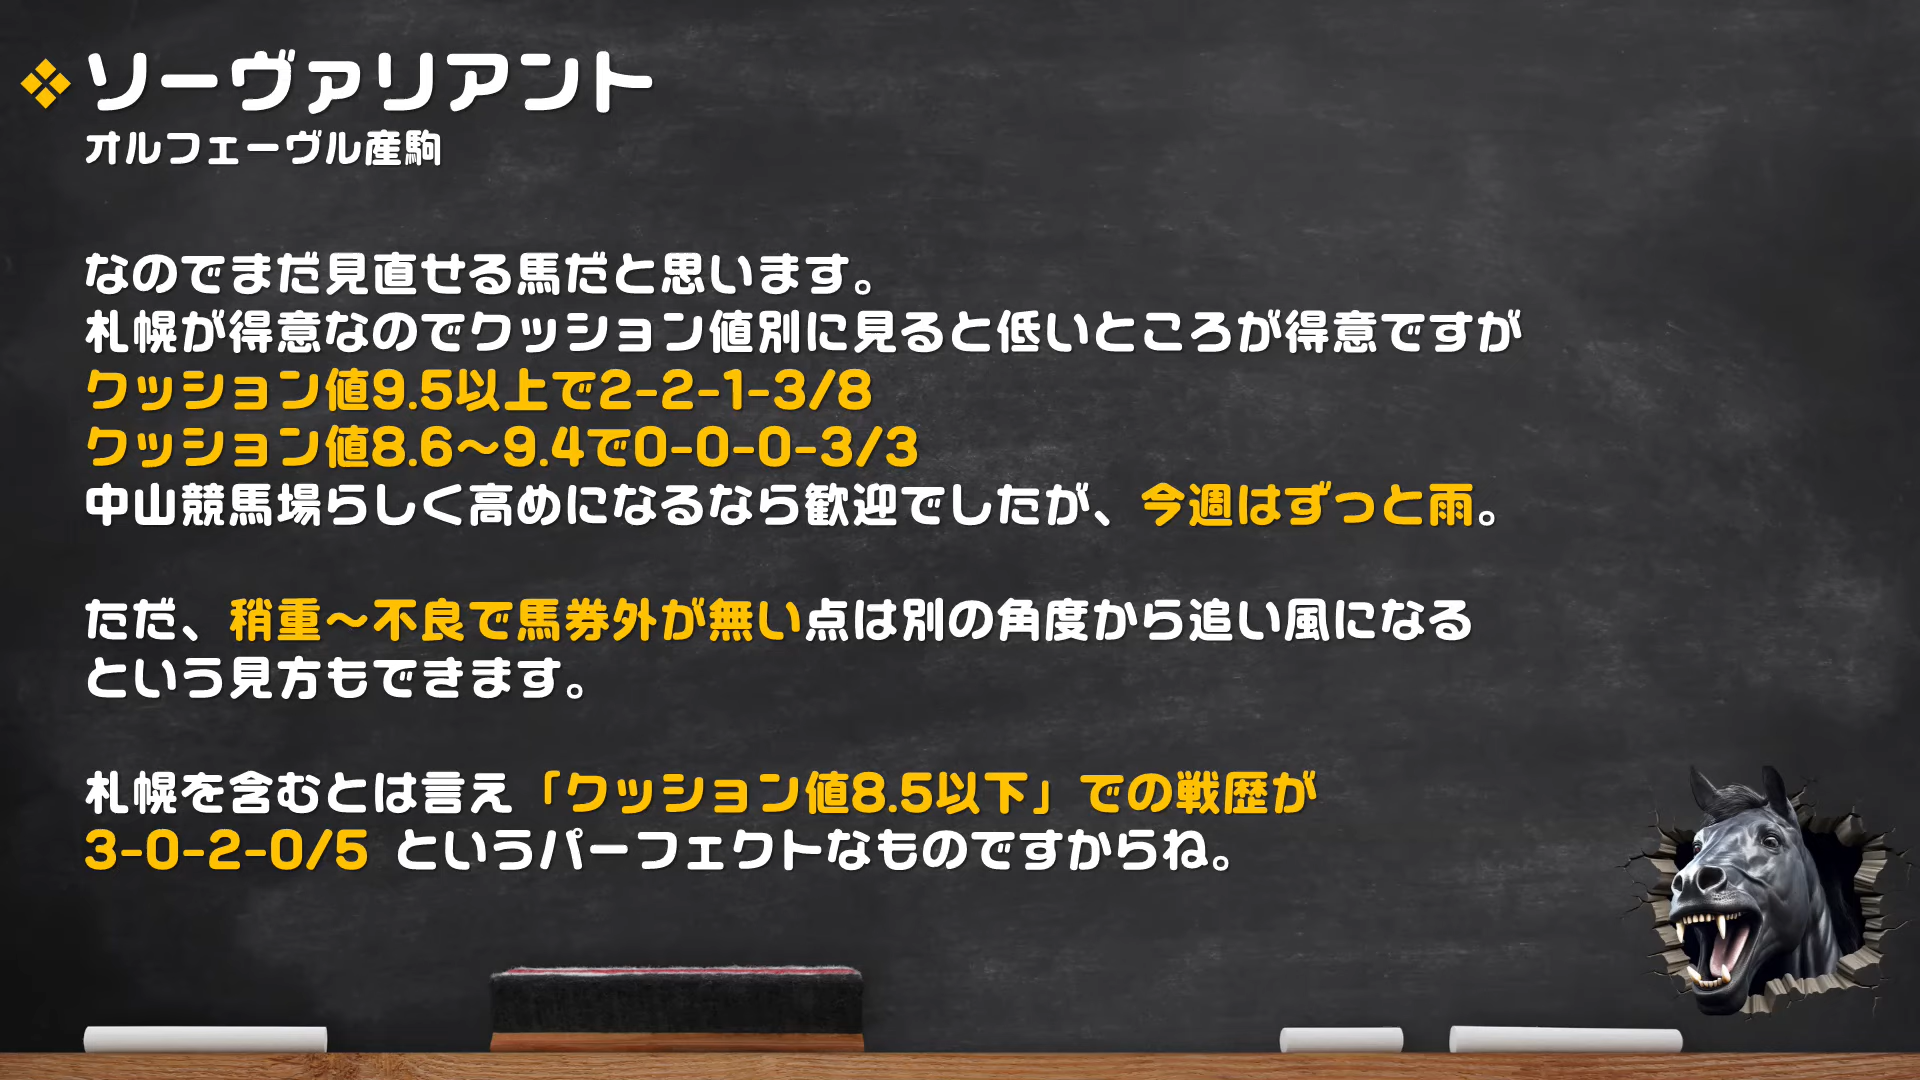 ❖ソーヴァリアント
オルフェーヴル産駒
なのでまだ見直せる馬だと思います。
札幌が得意なのでクッション値別に見ると低いところが得意ですが
クッション値9.5以上で2-2-1-3/8
クッション値8.6～9.4で0-0-0-3/3
中山競馬場らしく高めになるなら歓迎でしたが、今週はずっと雨。
ただ、稍重～不良で馬券外が無い点は別の角度から追い風になる
という見方もできます。
札幌を含むとは言え「クッション値8.5以下」での戦歴が
3-0-2-0/5 というパーフェクトなものですからね。